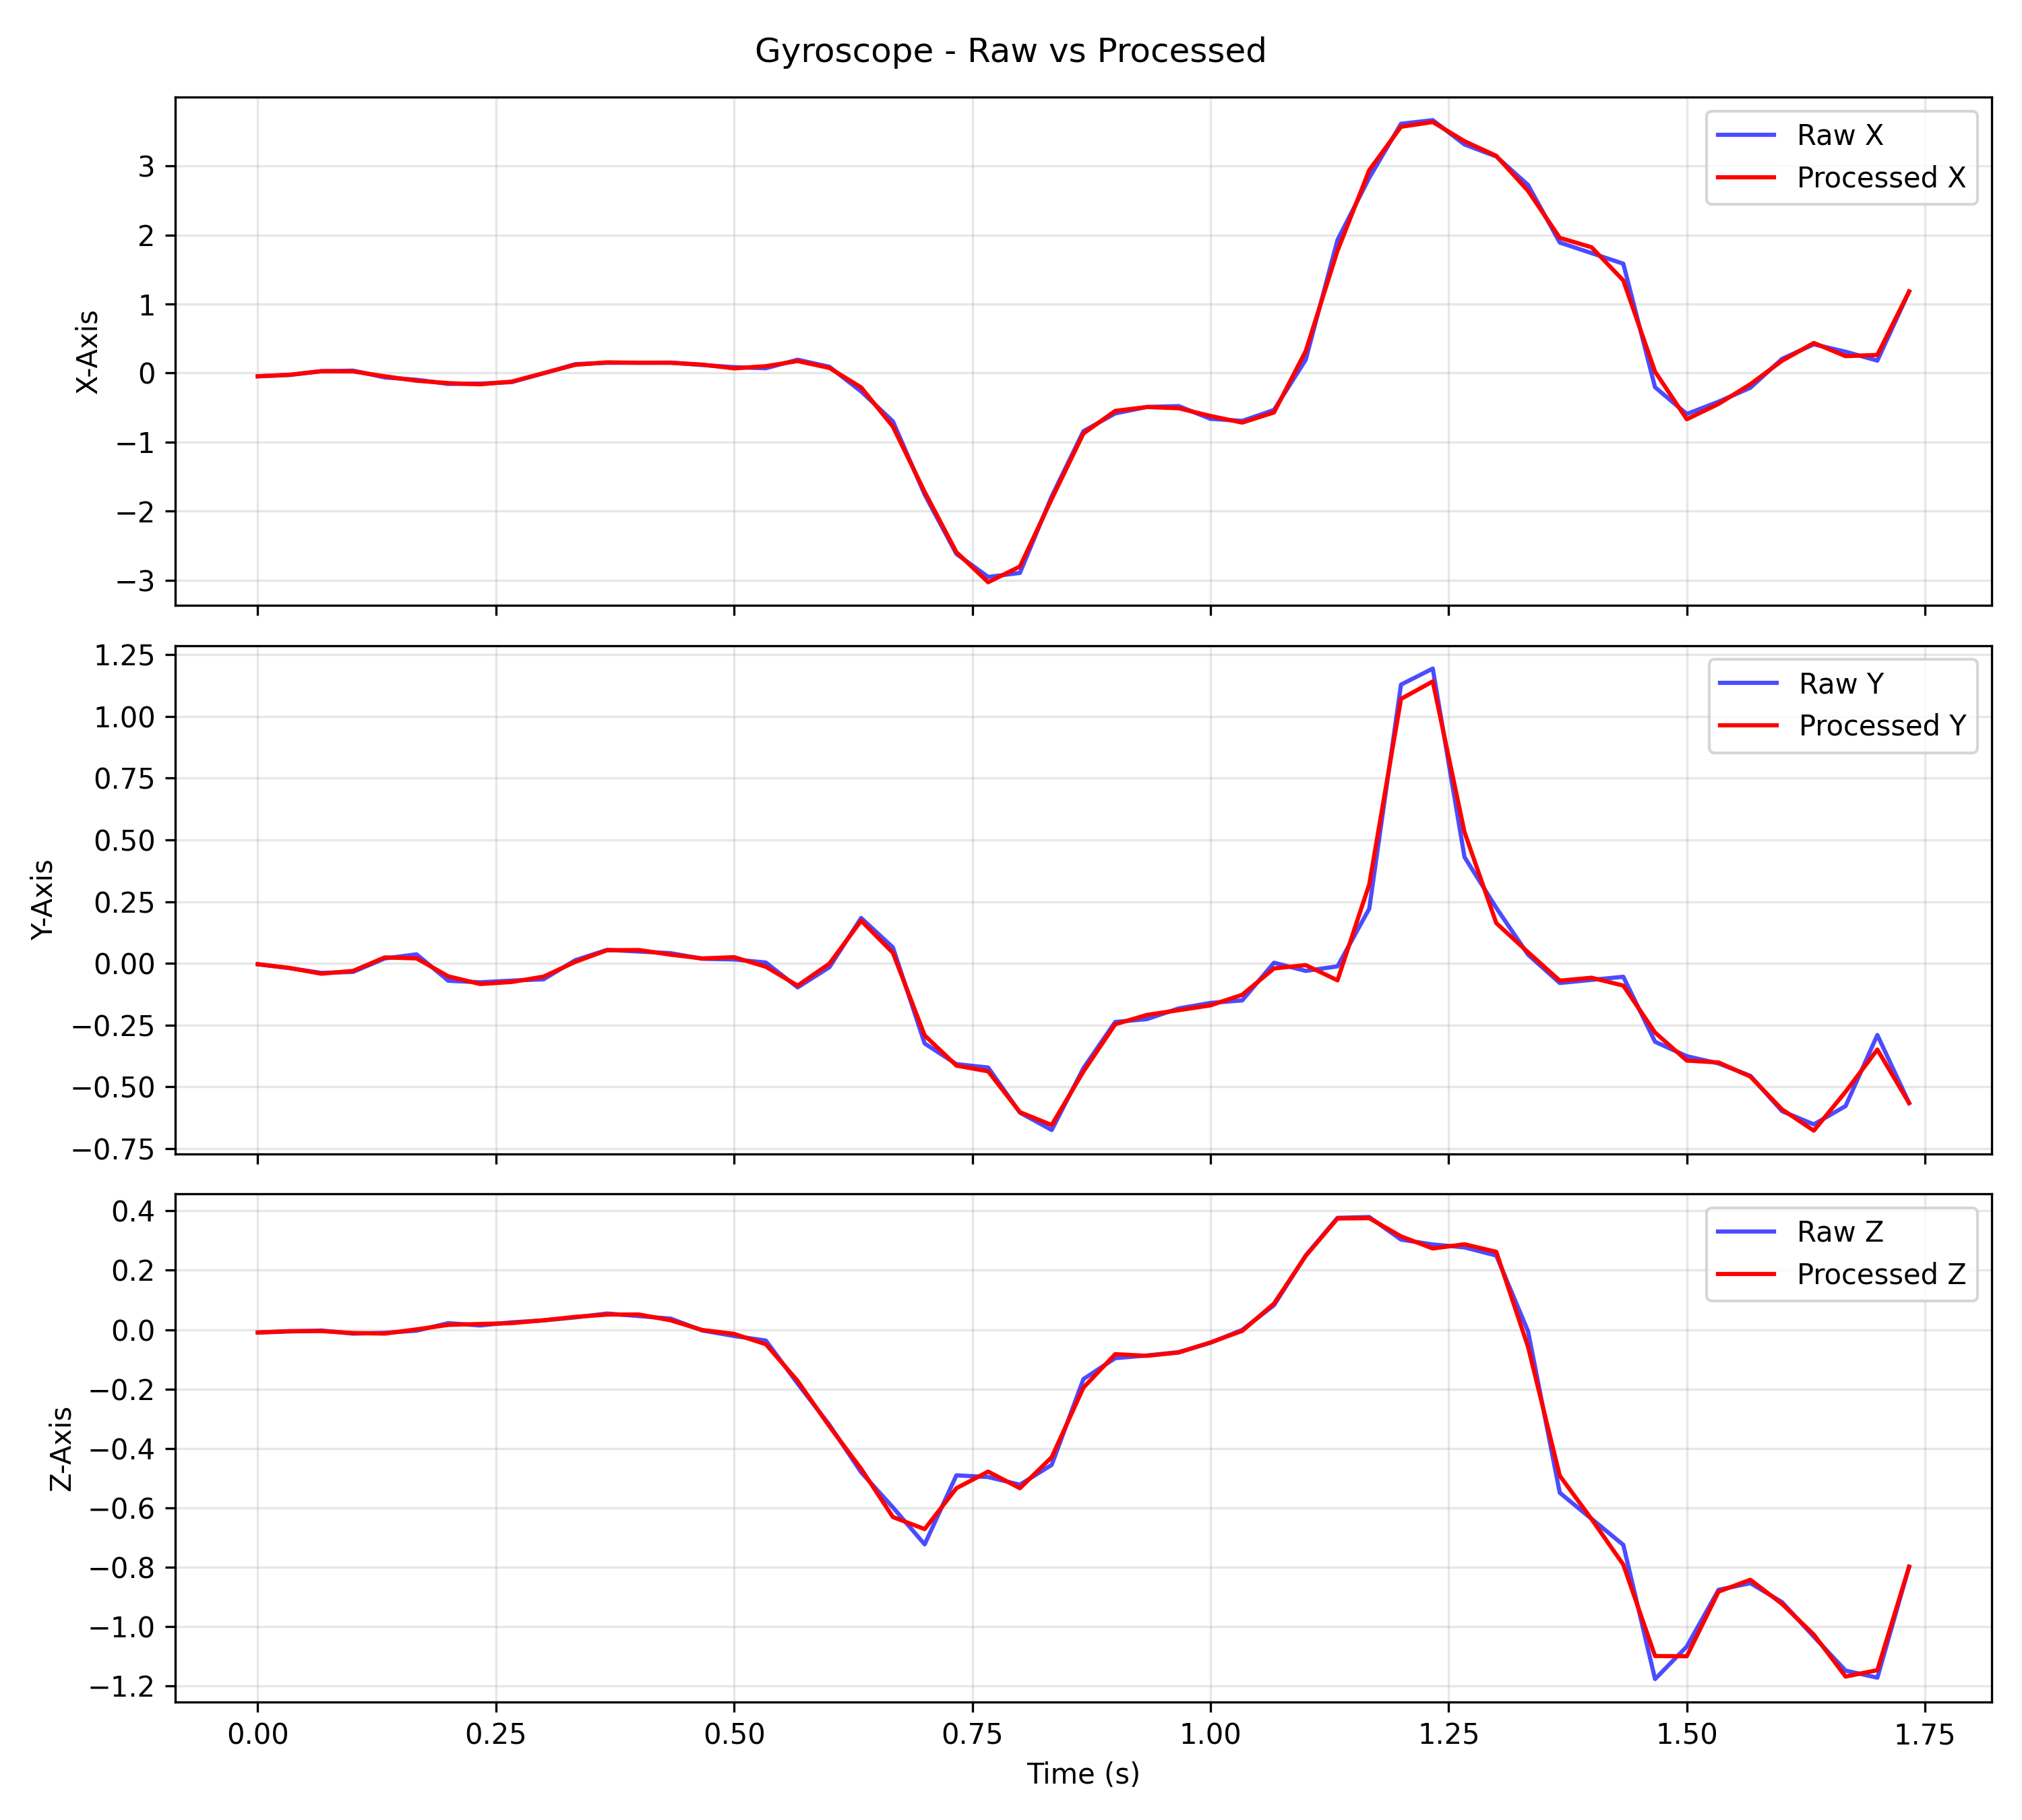 Gyroscope - Raw vs Processed
X-Axis
3
2
1
0
−1
−2
−3
Raw X
Processed X
Y-Axis
1.25
1.00
0.75
0.50
0.25
0.00
−0.25
−0.50
−0.75
Raw Y
Processed Y
Z-Axis
0.4
0.2
0.0
−0.2
−0.4
−0.6
−0.8
−1.0
−1.2
Raw Z
Processed Z
0.00 0.25 0.50 0.75 1.00 1.25 1.50 1.75
Time (s)